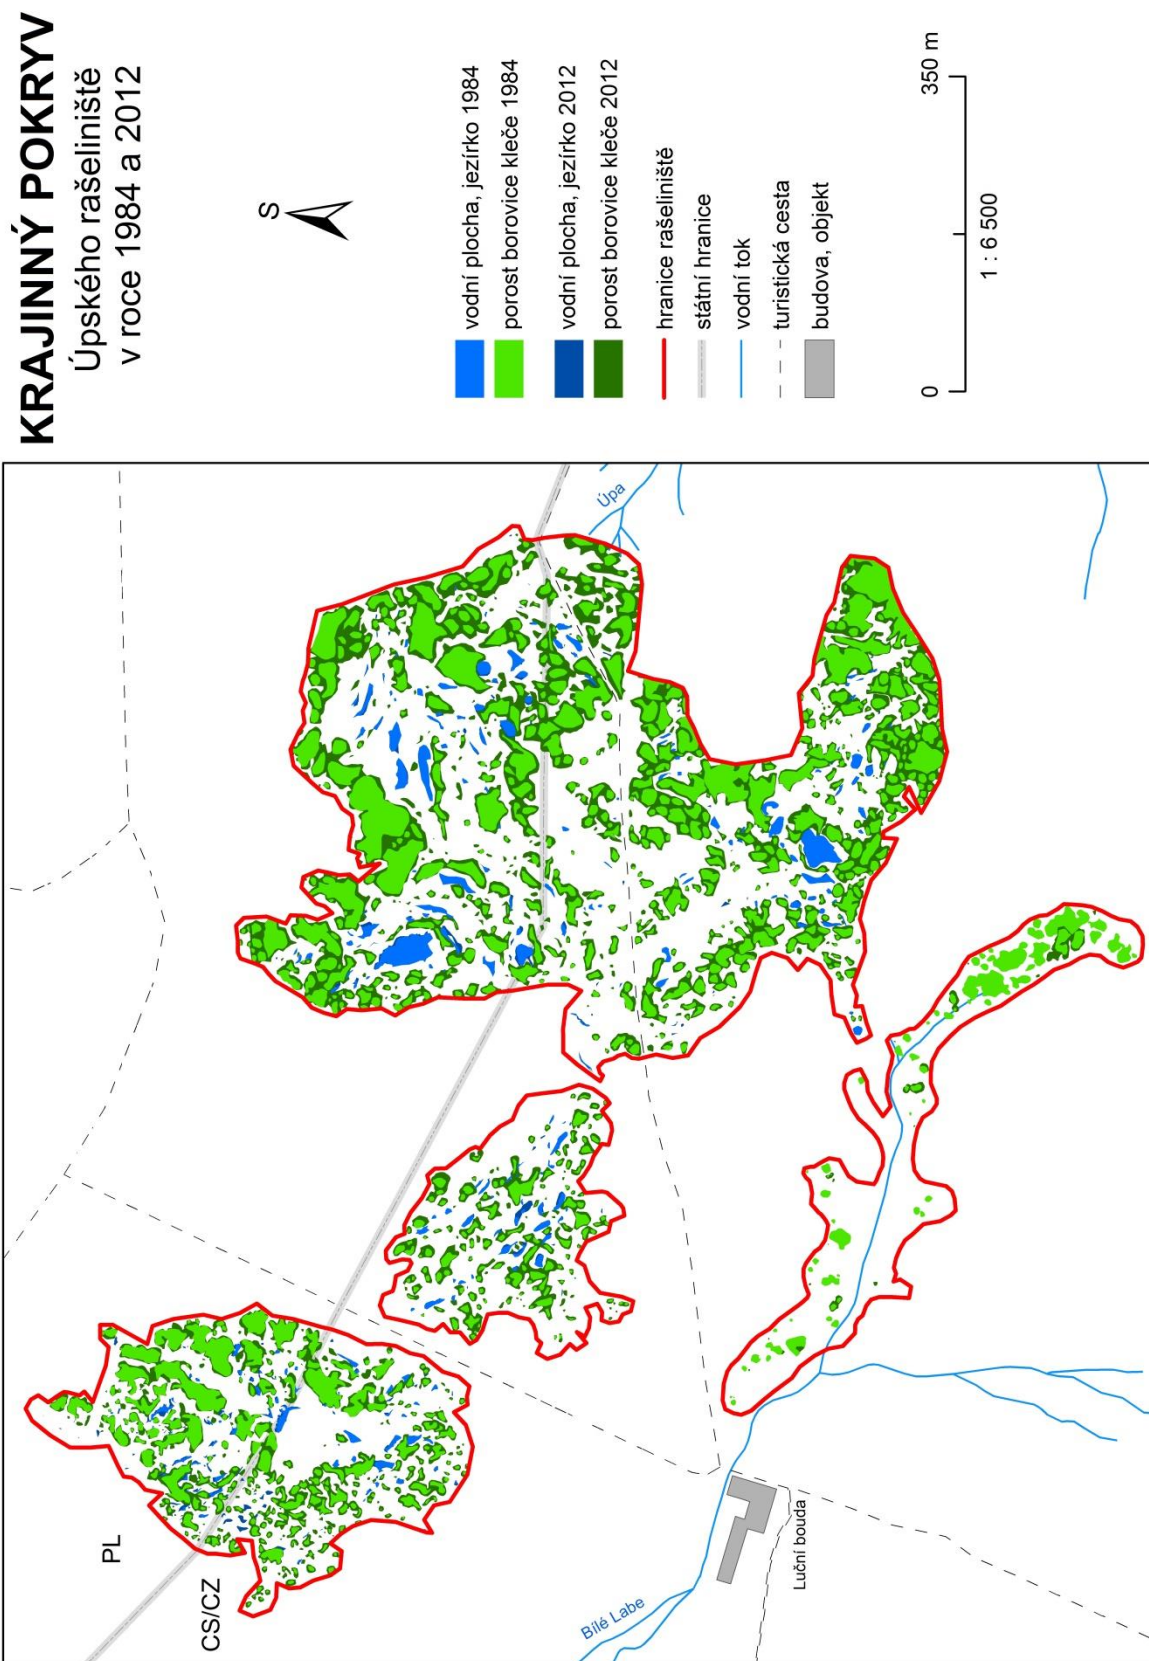 KRAJINNÝ POKRYV
Úpského rašeliniště
v roce 1984 a 2012
S
vodní plocha, jezírko 1984
porost borovice kleče 1984
vodní plocha, jezírko 2012
porost borovice kleče 2012
hranice rašeliniště
státní hranice
vodní tok
turistická cesta
budova, objekt
0
350 m
1 : 6 500
PL
CS/CZ
Úpa
Bílé Labe
Luční bouda